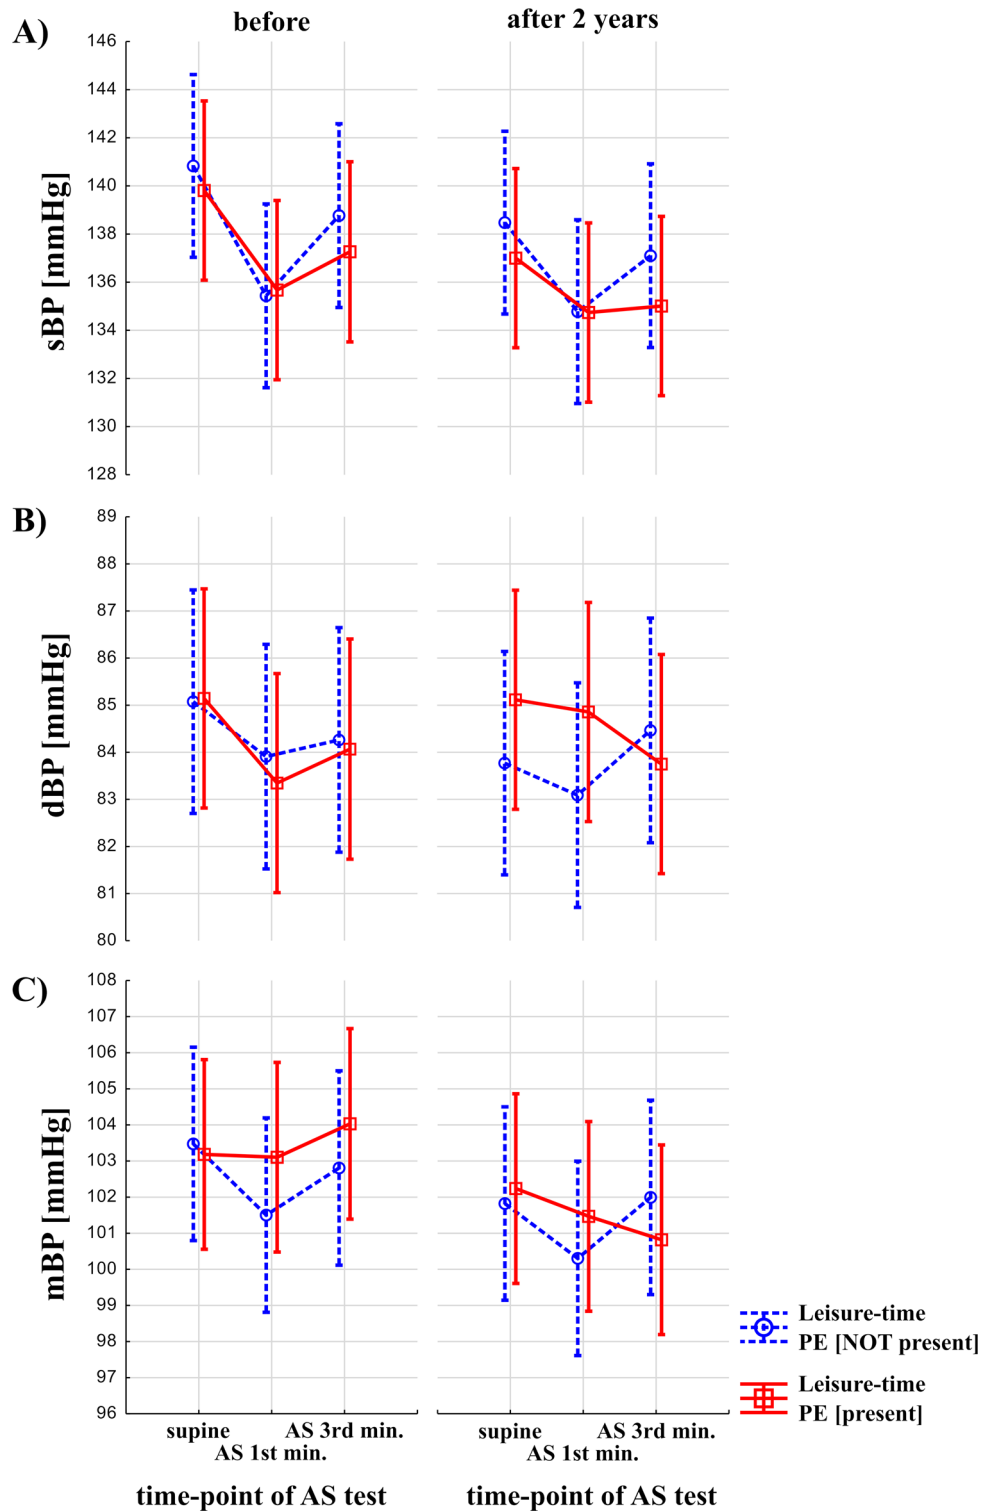 A)
before
after 2 years
sBP [mmHg]
146
144
142
140
138
136
134
132
130
128
B)
dBP [mmHg]
89
88
87
86
85
84
83
82
81
80
C)
mBP [mmHg]
108
107
106
105
104
103
102
101
100
99
98
97
96
supine
AS 1st min.
AS 3rd min.
supine
AS 1st min.
AS 3rd min.
time-point of AS test
time-point of AS test
Leisure-time
PE [NOT present]
Leisure-time
PE [present]